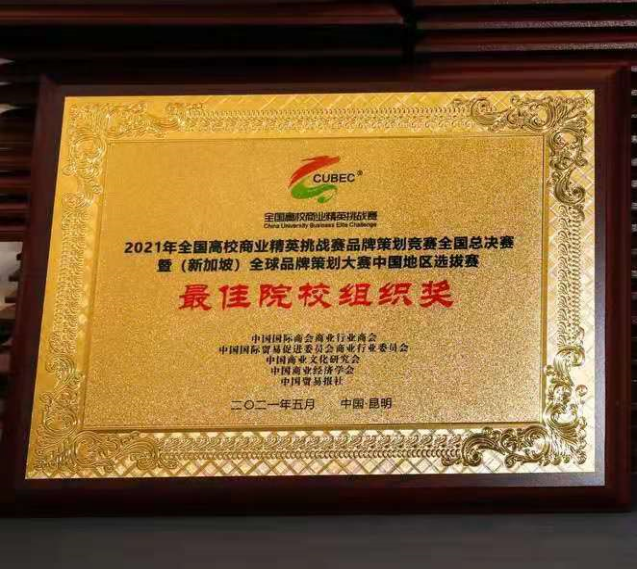 CUBEC®
全国高校商业精英挑战赛
China University Business Elite Challenge
2021年全国高校商业精英挑战赛品牌策划竞赛全国总决赛
暨（新加坡）全球品牌策划大赛中国地区选拔赛
最佳院校组织奖
中国国际商会商业行业商会
中国国际贸易促进委员会商业行业委员会
中国商业文化研究会
中国商业经济学会
中国贸易报社
二〇二一年五月 中国·昆明